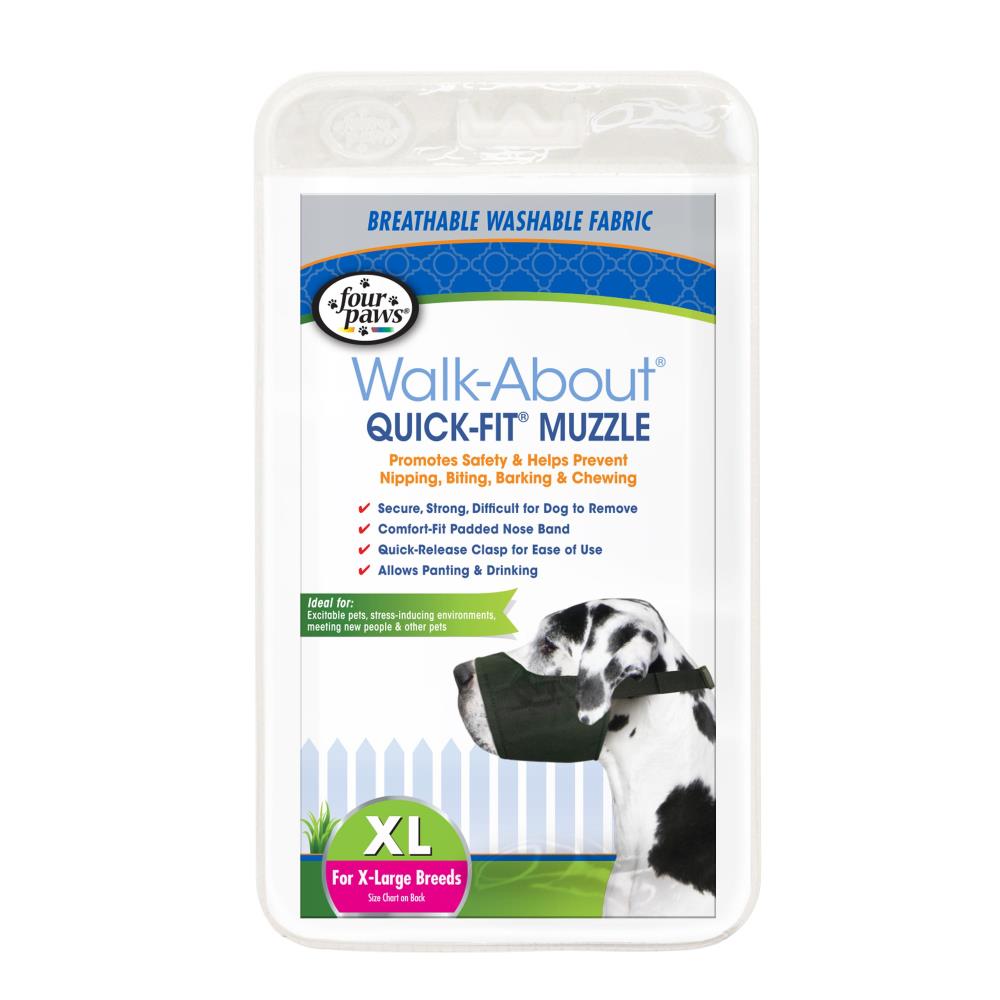 four
paws
BREATHABLE WASHABLE FABRIC
four
paws®
Walk-About®
QUICK-FIT® MUZZLE
Promotes Safety & Helps Prevent
Nipping, Biting, Barking & Chewing
✔ Secure, Strong, Difficult for Dog to Remove
✔ Comfort-Fit Padded Nose Band
✔ Quick-Release Clasp for Ease of Use
✔ Allows Panting & Drinking
Ideal for:
Excitable pets, stress-inducing environments,
meeting new people & other pets
XL
For X-Large Breeds
Size Chart on Back